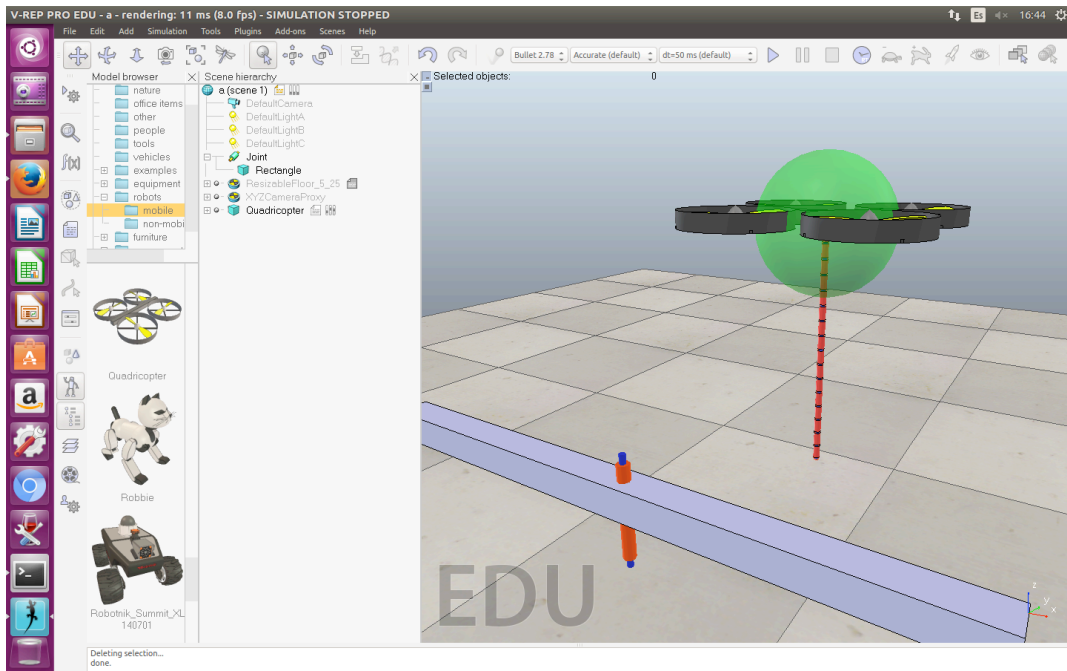 V-REP PRO EDU - a - rendering: 11 ms (8.0 fps) - SIMULATION STOPPED
Es
16:44
File Edit Add Simulation Tools Plugins Add-ons Scenes Help
Bullet 2.78
Accurate (default)
dt=50 ms (default)
Model browser
nature
office items
other
people
tools
vehicles
examples
equipment
robots
mobile
non-mobi
furniture
Quadricopter
Robbie
Robotnik_Summit_XL
140701
Scene hierarchy
a (scene 1)
DefaultCamera
DefaultLightA
DefaultLightB
DefaultLightC
Joint
Rectangle
ResizableFloor_5_25
XYZCameraProxy
Quadricopter
Selected objects: 0
f(x)
a
EDU
z
y
x
Deleting selection...
done.